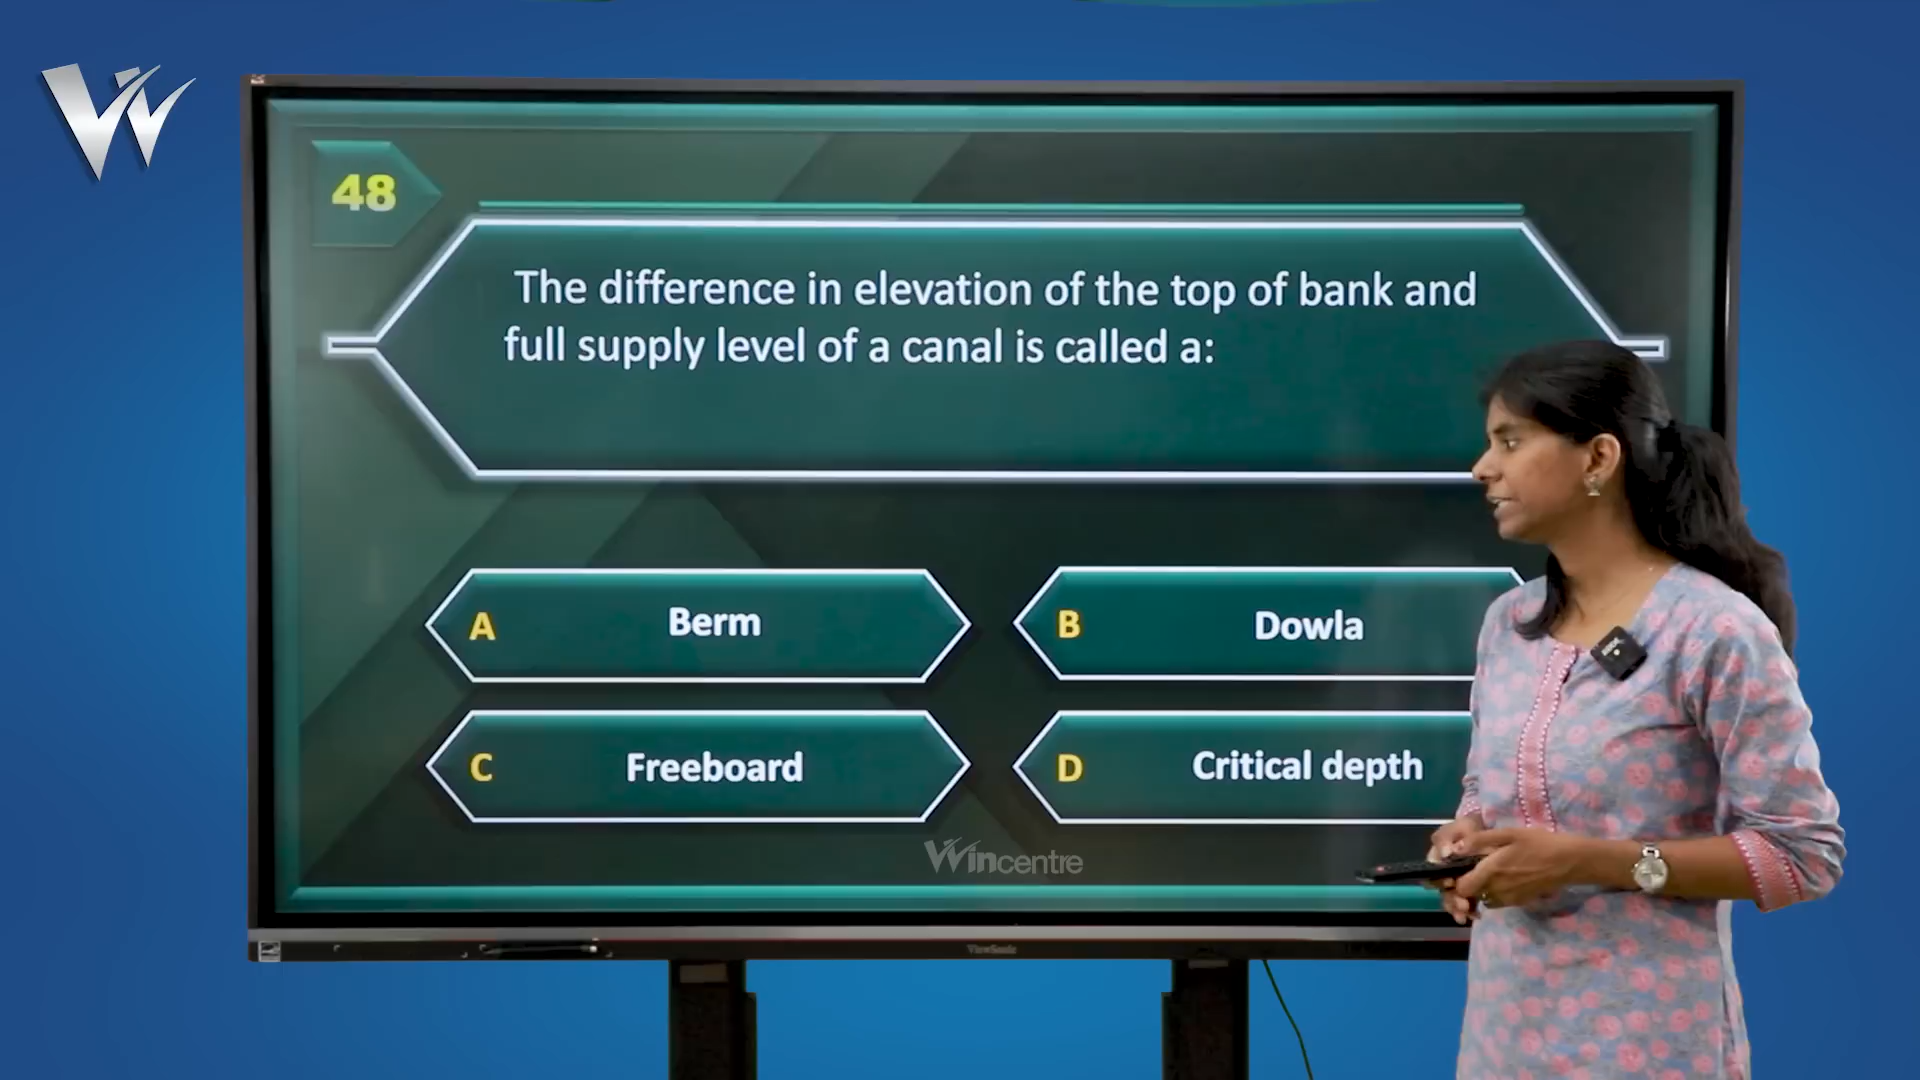 48
The difference in elevation of the top of bank and
full supply level of a canal is called a:
A Berm
B Dowla
C Freeboard
D Critical depth
Wincentre
ViewSonic